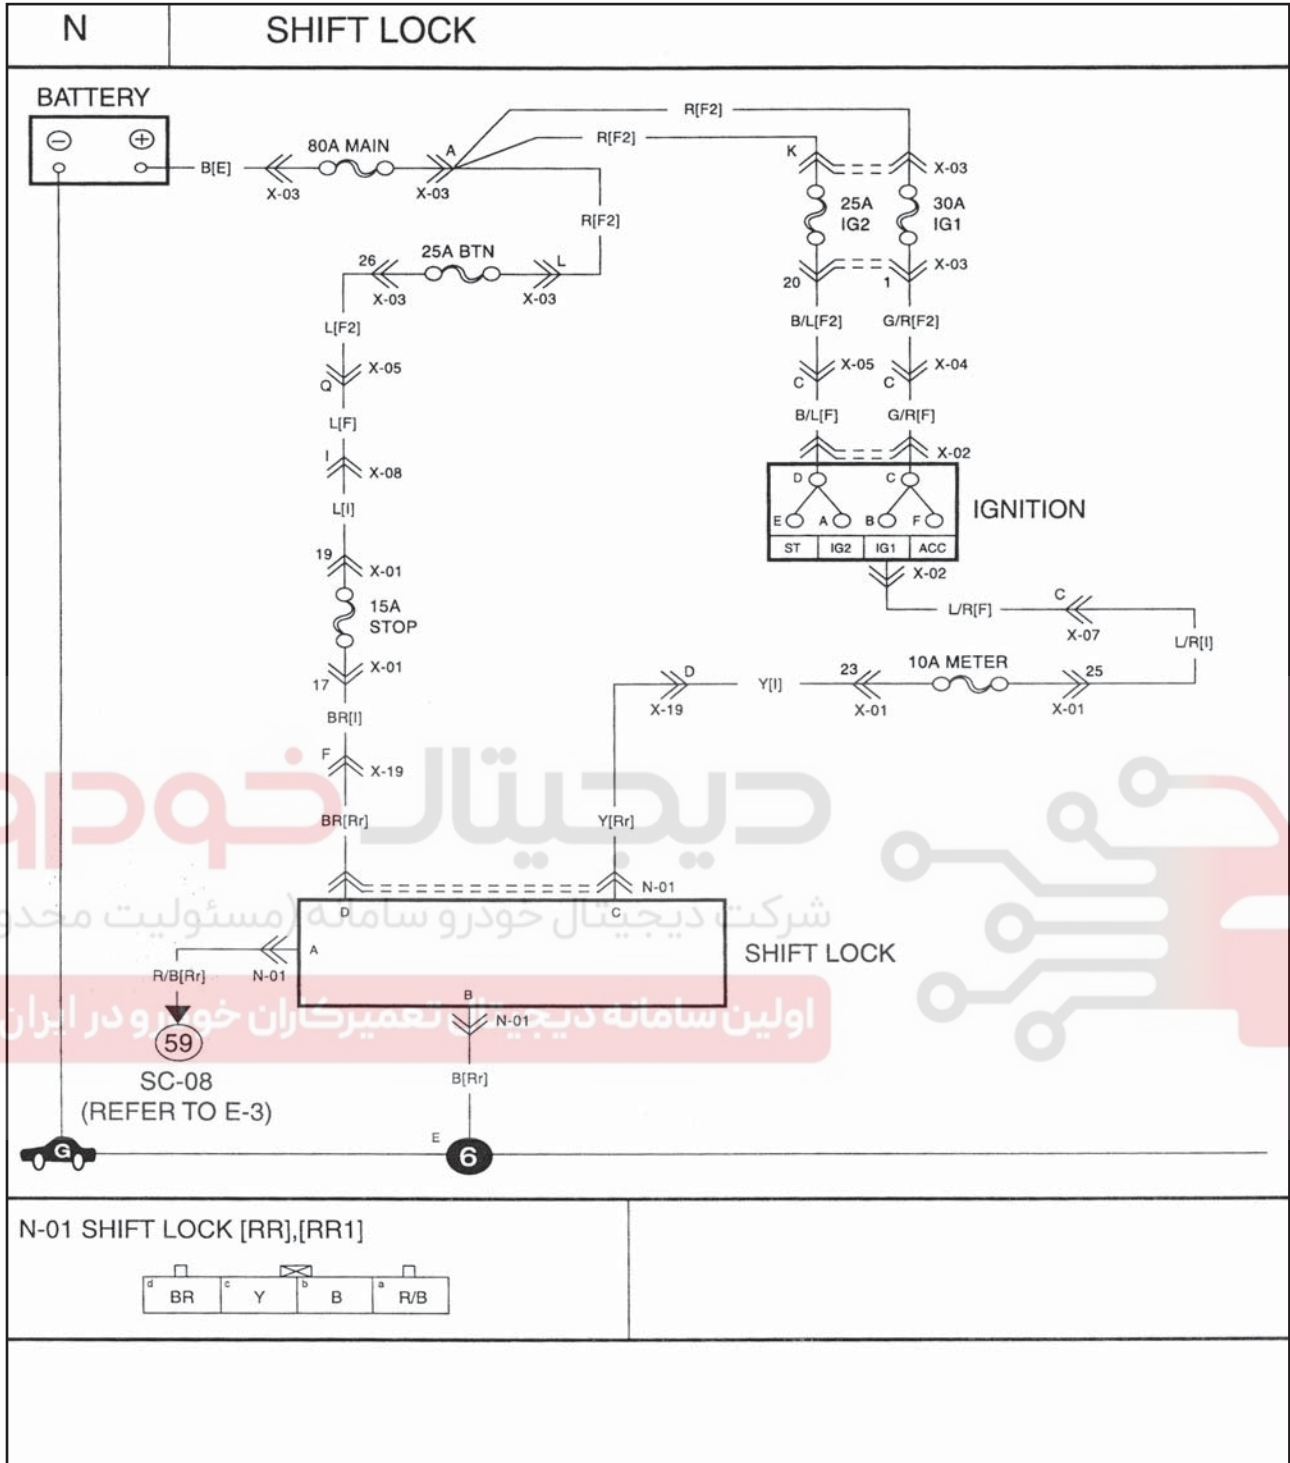 N
SHIFT LOCK
BATTERY
R[F2]
R[F2]
80A MAIN
A
K
B[E]
X-03
X-03
X-03
25A
IG2
30A
IG1
R[F2]
25A BTN
26
L
X-03
X-03
X-03
20
1
L[F2]
B/L[F2]
G/R[F2]
X-05
Q
X-05
C
X-04
C
L[F]
B/L[F]
G/R[F]
I
X-08
X-02
D
C
IGNITION
L[I]
E
A
B
F
ST
IG2
IG1
ACC
19
X-01
X-02
15A
STOP
L/R[F]
C
X-07
L/R[I]
X-01
17
D
X-19
Y[I]
23
X-01
10A METER
25
X-01
BR[I]
F
X-19
دیجیتال خودرو
BR[Rr]
Y[Rr]
N-01
D
C
شرکت دیجیتال خودرو سامانه (مسئولیت محدو
A
SHIFT LOCK
R/B[Rr]
N-01
B
N-01
اولین سامانه دیجیتال تعمیرکاران خودرو در ایران
59
SC-08
(REFER TO E-3)
B[Rr]
E
G
6
N-01 SHIFT LOCK [RR],[RR1]
d
BR
c
Y
b
B
a
R/B